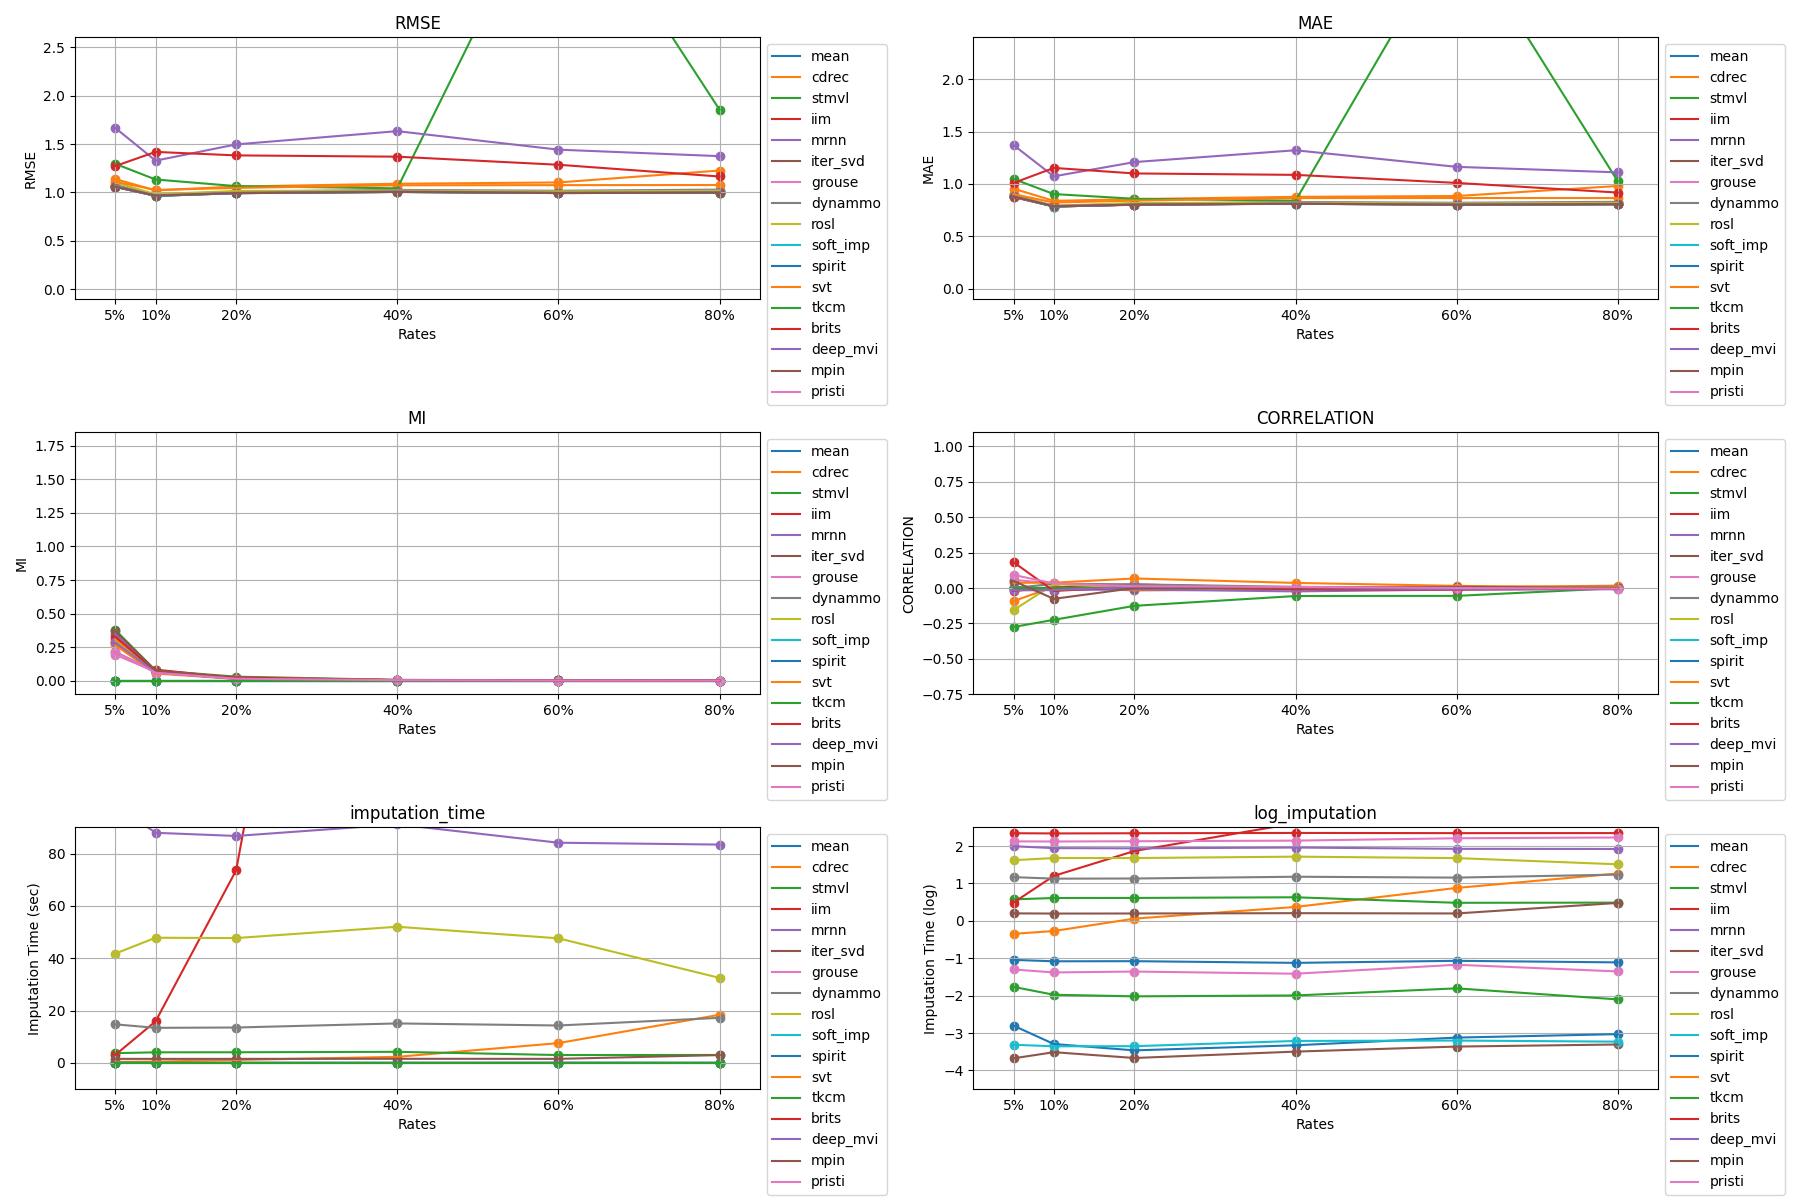 RMSE
RMSE
2.5
2.0
1.5
1.0
0.5
0.0
5% 10% 20% 40% 60% 80%
Rates
mean
cdrec
stmvl
iim
mrnn
iter_svd
grouse
dynammo
rosl
soft_imp
spirit
svt
tkcm
brits
deep_mvi
mpin
pristi
MAE
MAE
2.0
1.5
1.0
0.5
0.0
5% 10% 20% 40% 60% 80%
Rates
mean
cdrec
stmvl
iim
mrnn
iter_svd
grouse
dynammo
rosl
soft_imp
spirit
svt
tkcm
brits
deep_mvi
mpin
pristi
MI
MI
1.75
1.50
1.25
1.00
0.75
0.50
0.25
0.00
5% 10% 20% 40% 60% 80%
Rates
mean
cdrec
stmvl
iim
mrnn
iter_svd
grouse
dynammo
rosl
soft_imp
spirit
svt
tkcm
brits
deep_mvi
mpin
pristi
CORRELATION
CORRELATION
1.00
0.75
0.50
0.25
0.00
−0.25
−0.50
−0.75
5% 10% 20% 40% 60% 80%
Rates
mean
cdrec
stmvl
iim
mrnn
iter_svd
grouse
dynammo
rosl
soft_imp
spirit
svt
tkcm
brits
deep_mvi
mpin
pristi
imputation_time
Imputation Time (sec)
80
60
40
20
0
5% 10% 20% 40% 60% 80%
Rates
mean
cdrec
stmvl
iim
mrnn
iter_svd
grouse
dynammo
rosl
soft_imp
spirit
svt
tkcm
brits
deep_mvi
mpin
pristi
log_imputation
Imputation Time (log)
2
1
0
−1
−2
−3
−4
5% 10% 20% 40% 60% 80%
Rates
mean
cdrec
stmvl
iim
mrnn
iter_svd
grouse
dynammo
rosl
soft_imp
spirit
svt
tkcm
brits
deep_mvi
mpin
pristi